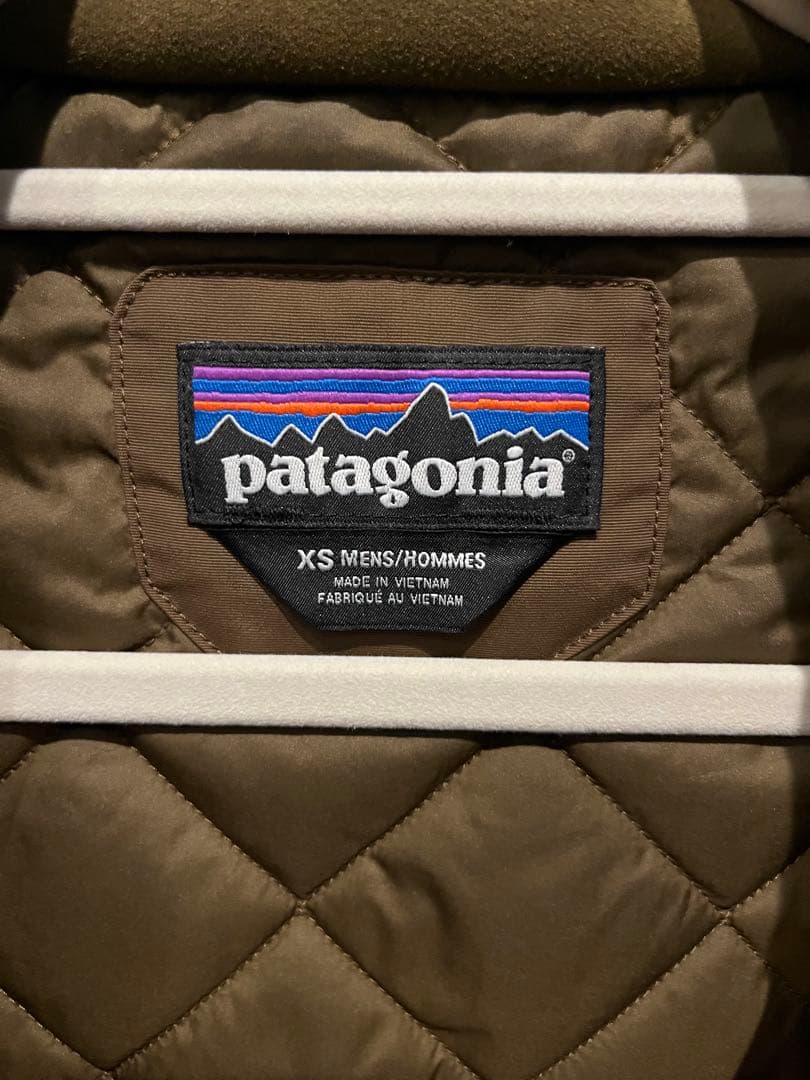 patagonia®
XS MENS/HOMMES
MADE IN VIETNAM
FABRIQUÉ AU VIETNAM